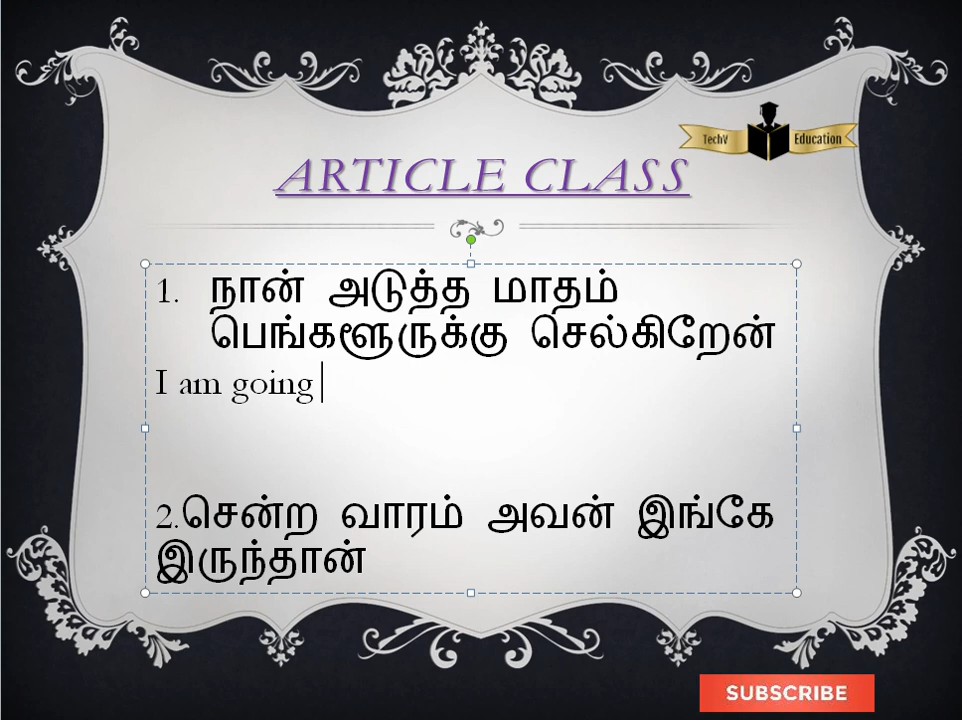 TechV Education
ARTICLE CLASS
1. நான் அடுத்த மாதம்
பெங்களூருக்கு செல்கிறேன்
I am going
2.சென்ற வாரம் அவன் இங்கே
இருந்தான்
SUBSCRIBE